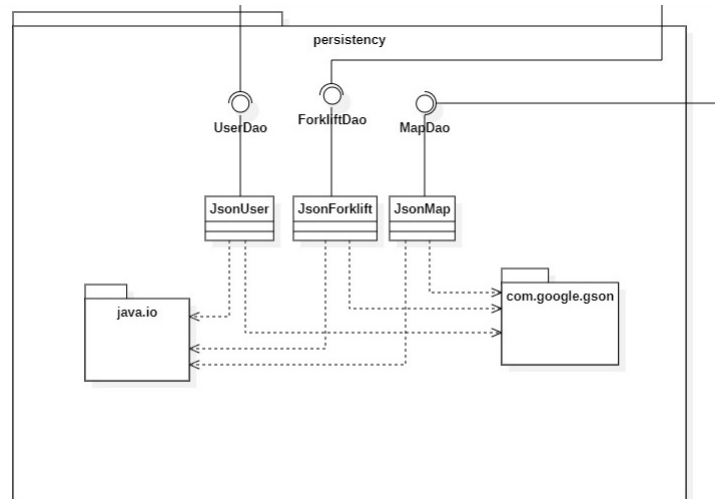 persistency
UserDao
ForkliftDao
MapDao
JsonUser
JsonForklift
JsonMap
java.io
com.google.gson